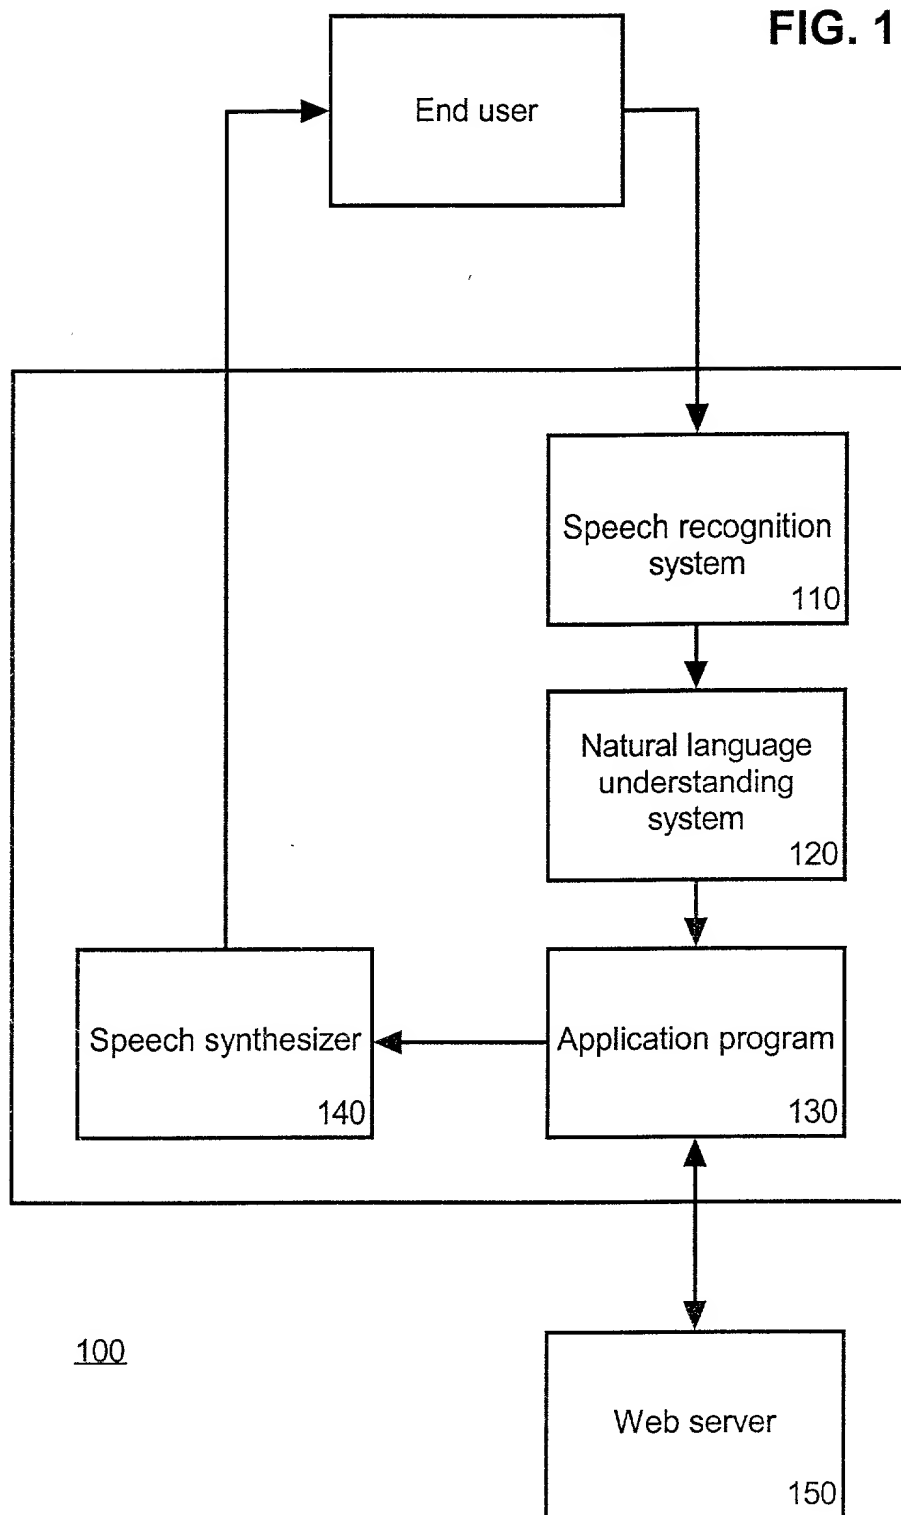 FIG. 1
End user
Speech recognition
system
110
Natural language
understanding
system
120
Speech synthesizer
140
Application program
130
100
Web server
150